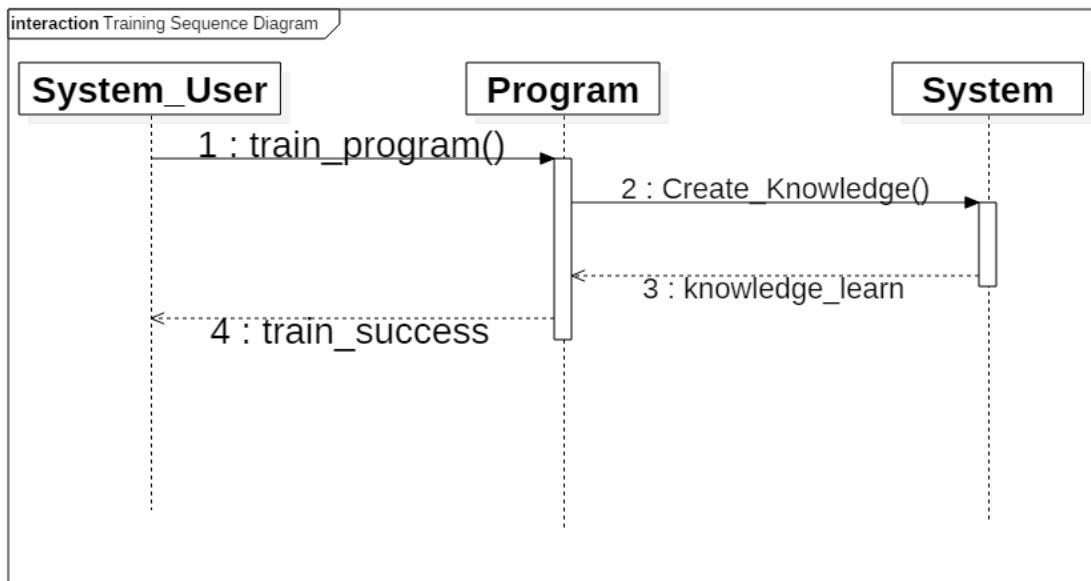 interaction Training Sequence Diagram
System_User
Program
System
1 : train_program()
2 : Create_Knowledge()
3 : knowledge_learn
4 : train_success